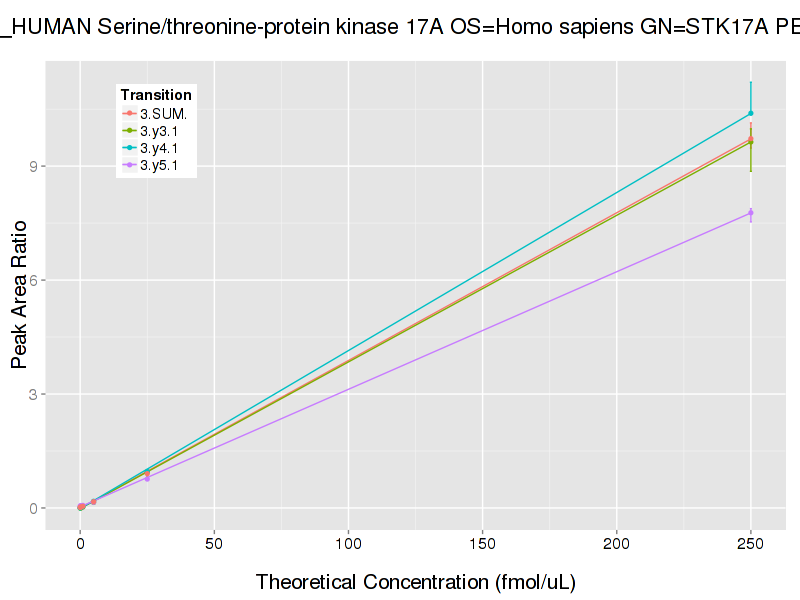 _HUMAN Serine/threonine-protein kinase 17A OS=Homo sapiens GN=STK17A PE
Transition
3.SUM.
3.y3.1
3.y4.1
3.y5.1
9
6
3
0
Peak Area Ratio
0 50 100 150 200 250
Theoretical Concentration (fmol/uL)